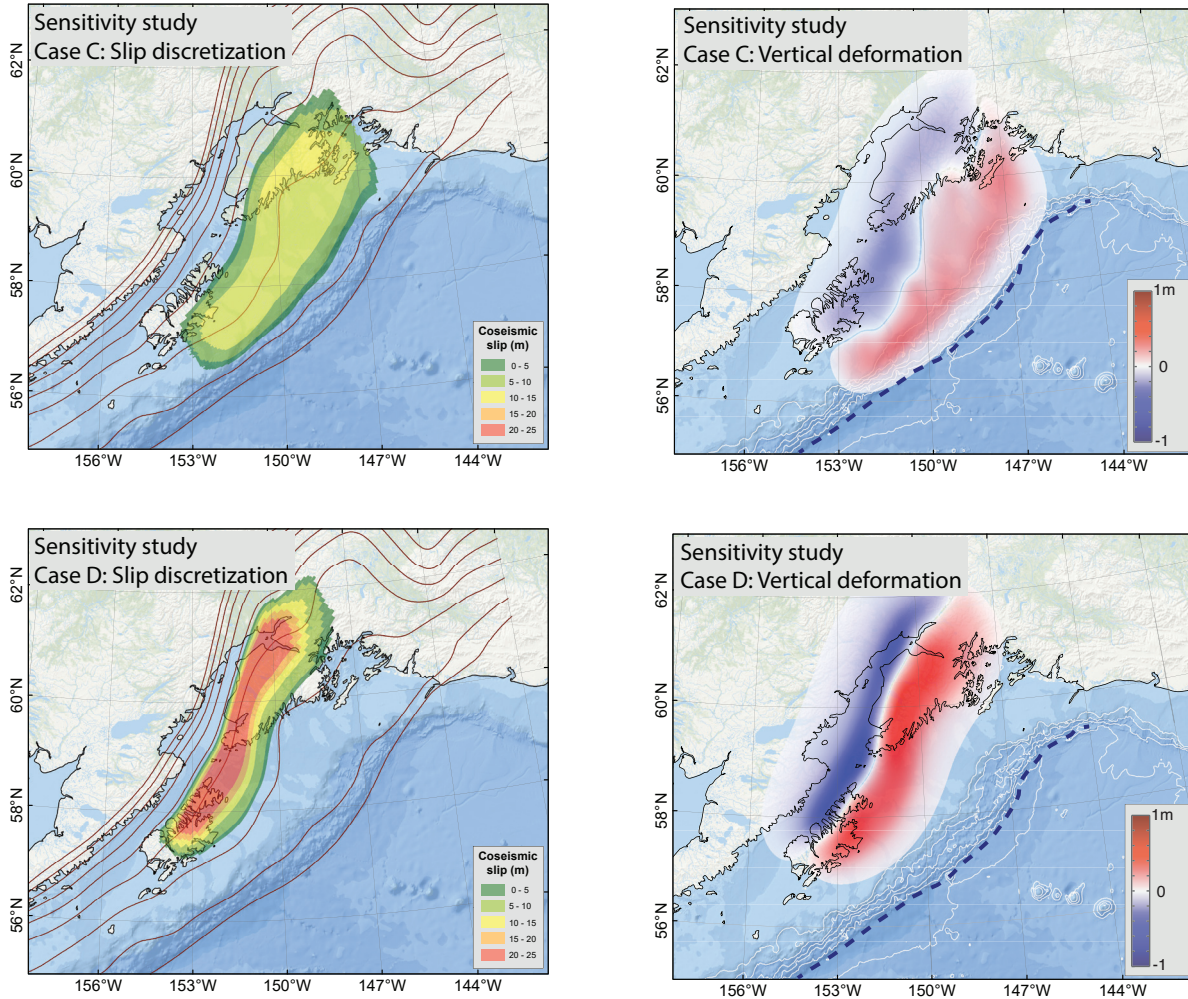 Sensitivity study
Case C: Slip discretization
62°N
60°N
58°N
56°N
156°W
153°W
150°W
147°W
144°W
Coseismic
slip (m)
0 - 5
5 - 10
10 - 15
15 - 20
20 - 25
Sensitivity study
Case C: Vertical deformation
62°N
60°N
58°N
56°N
156°W
153°W
150°W
147°W
144°W
1m
0
-1
Sensitivity study
Case D: Slip discretization
62°N
60°N
58°N
56°N
156°W
153°W
150°W
147°W
144°W
Coseismic
slip (m)
0 - 5
5 - 10
10 - 15
15 - 20
20 - 25
Sensitivity study
Case D: Vertical deformation
62°N
60°N
58°N
56°N
156°W
153°W
150°W
147°W
144°W
1m
0
-1